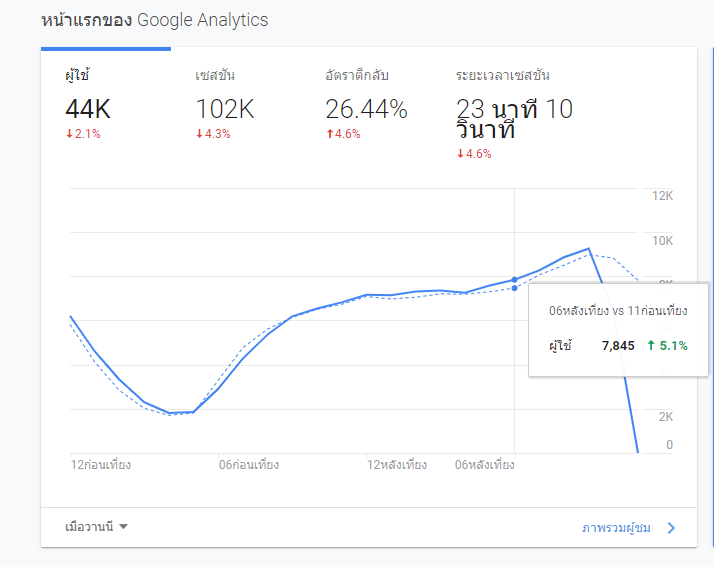 หน้าแรกของ Google Analytics
ผู้ใช้ เซสชัน อัตราตีกลับ ระยะเวลาเซสชัน
44K 102K 26.44% 23 นาที 10
วินาที
↓2.1% ↓4.3% ↑4.6%
↓4.6%
12K
10K
06หลังเที่ยง vs 11ก่อนเที่ยง
ผู้ใช้ 7,845 ↑ 5.1%
2K
0
12ก่อนเที่ยง 06ก่อนเที่ยง 12หลังเที่ยง 06หลังเที่ยง
เมื่อวานนี้ ภาพรวมผู้ชม